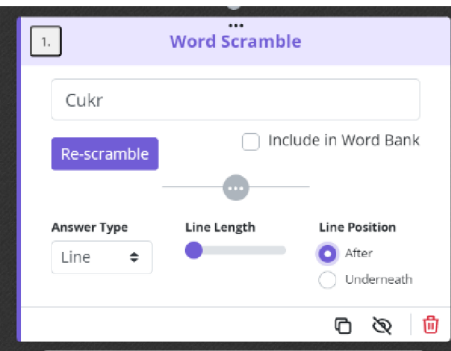 1.
Word Scramble
Cukr
Re-scramble
Include in Word Bank
Answer Type
Line Length
Line Position
Line
After
Underneath